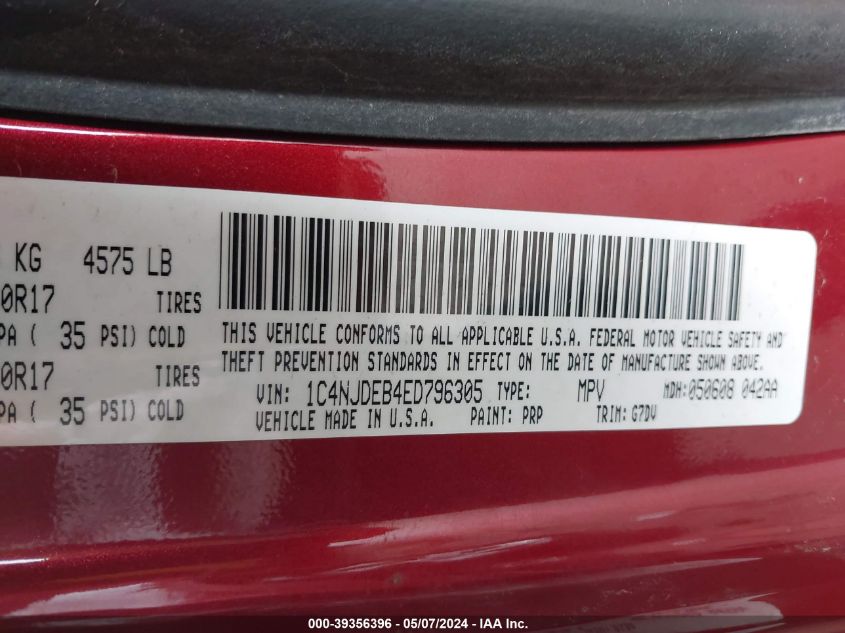 KG 4575 LB
0R17 TIRES
PA ( 35 PSI) COLD
0R17 TIRES
PA ( 35 PSI) COLD
THIS VEHICLE CONFORMS TO ALL APPLICABLE U.S.A. FEDERAL MOTOR VEHICLE SAFETY AND
THEFT PREVENTION STANDARDS IN EFFECT ON THE DATE OF MANUFACTURE SHOWN ABOVE.
VIN: 1C4NJDEB4ED796305 TYPE: MPV MDH:050608 042AA
VEHICLE MADE IN U.S.A. PAINT: PRP TRIM: G7DV
000-39356396 - 05/07/2024 - IAA Inc.